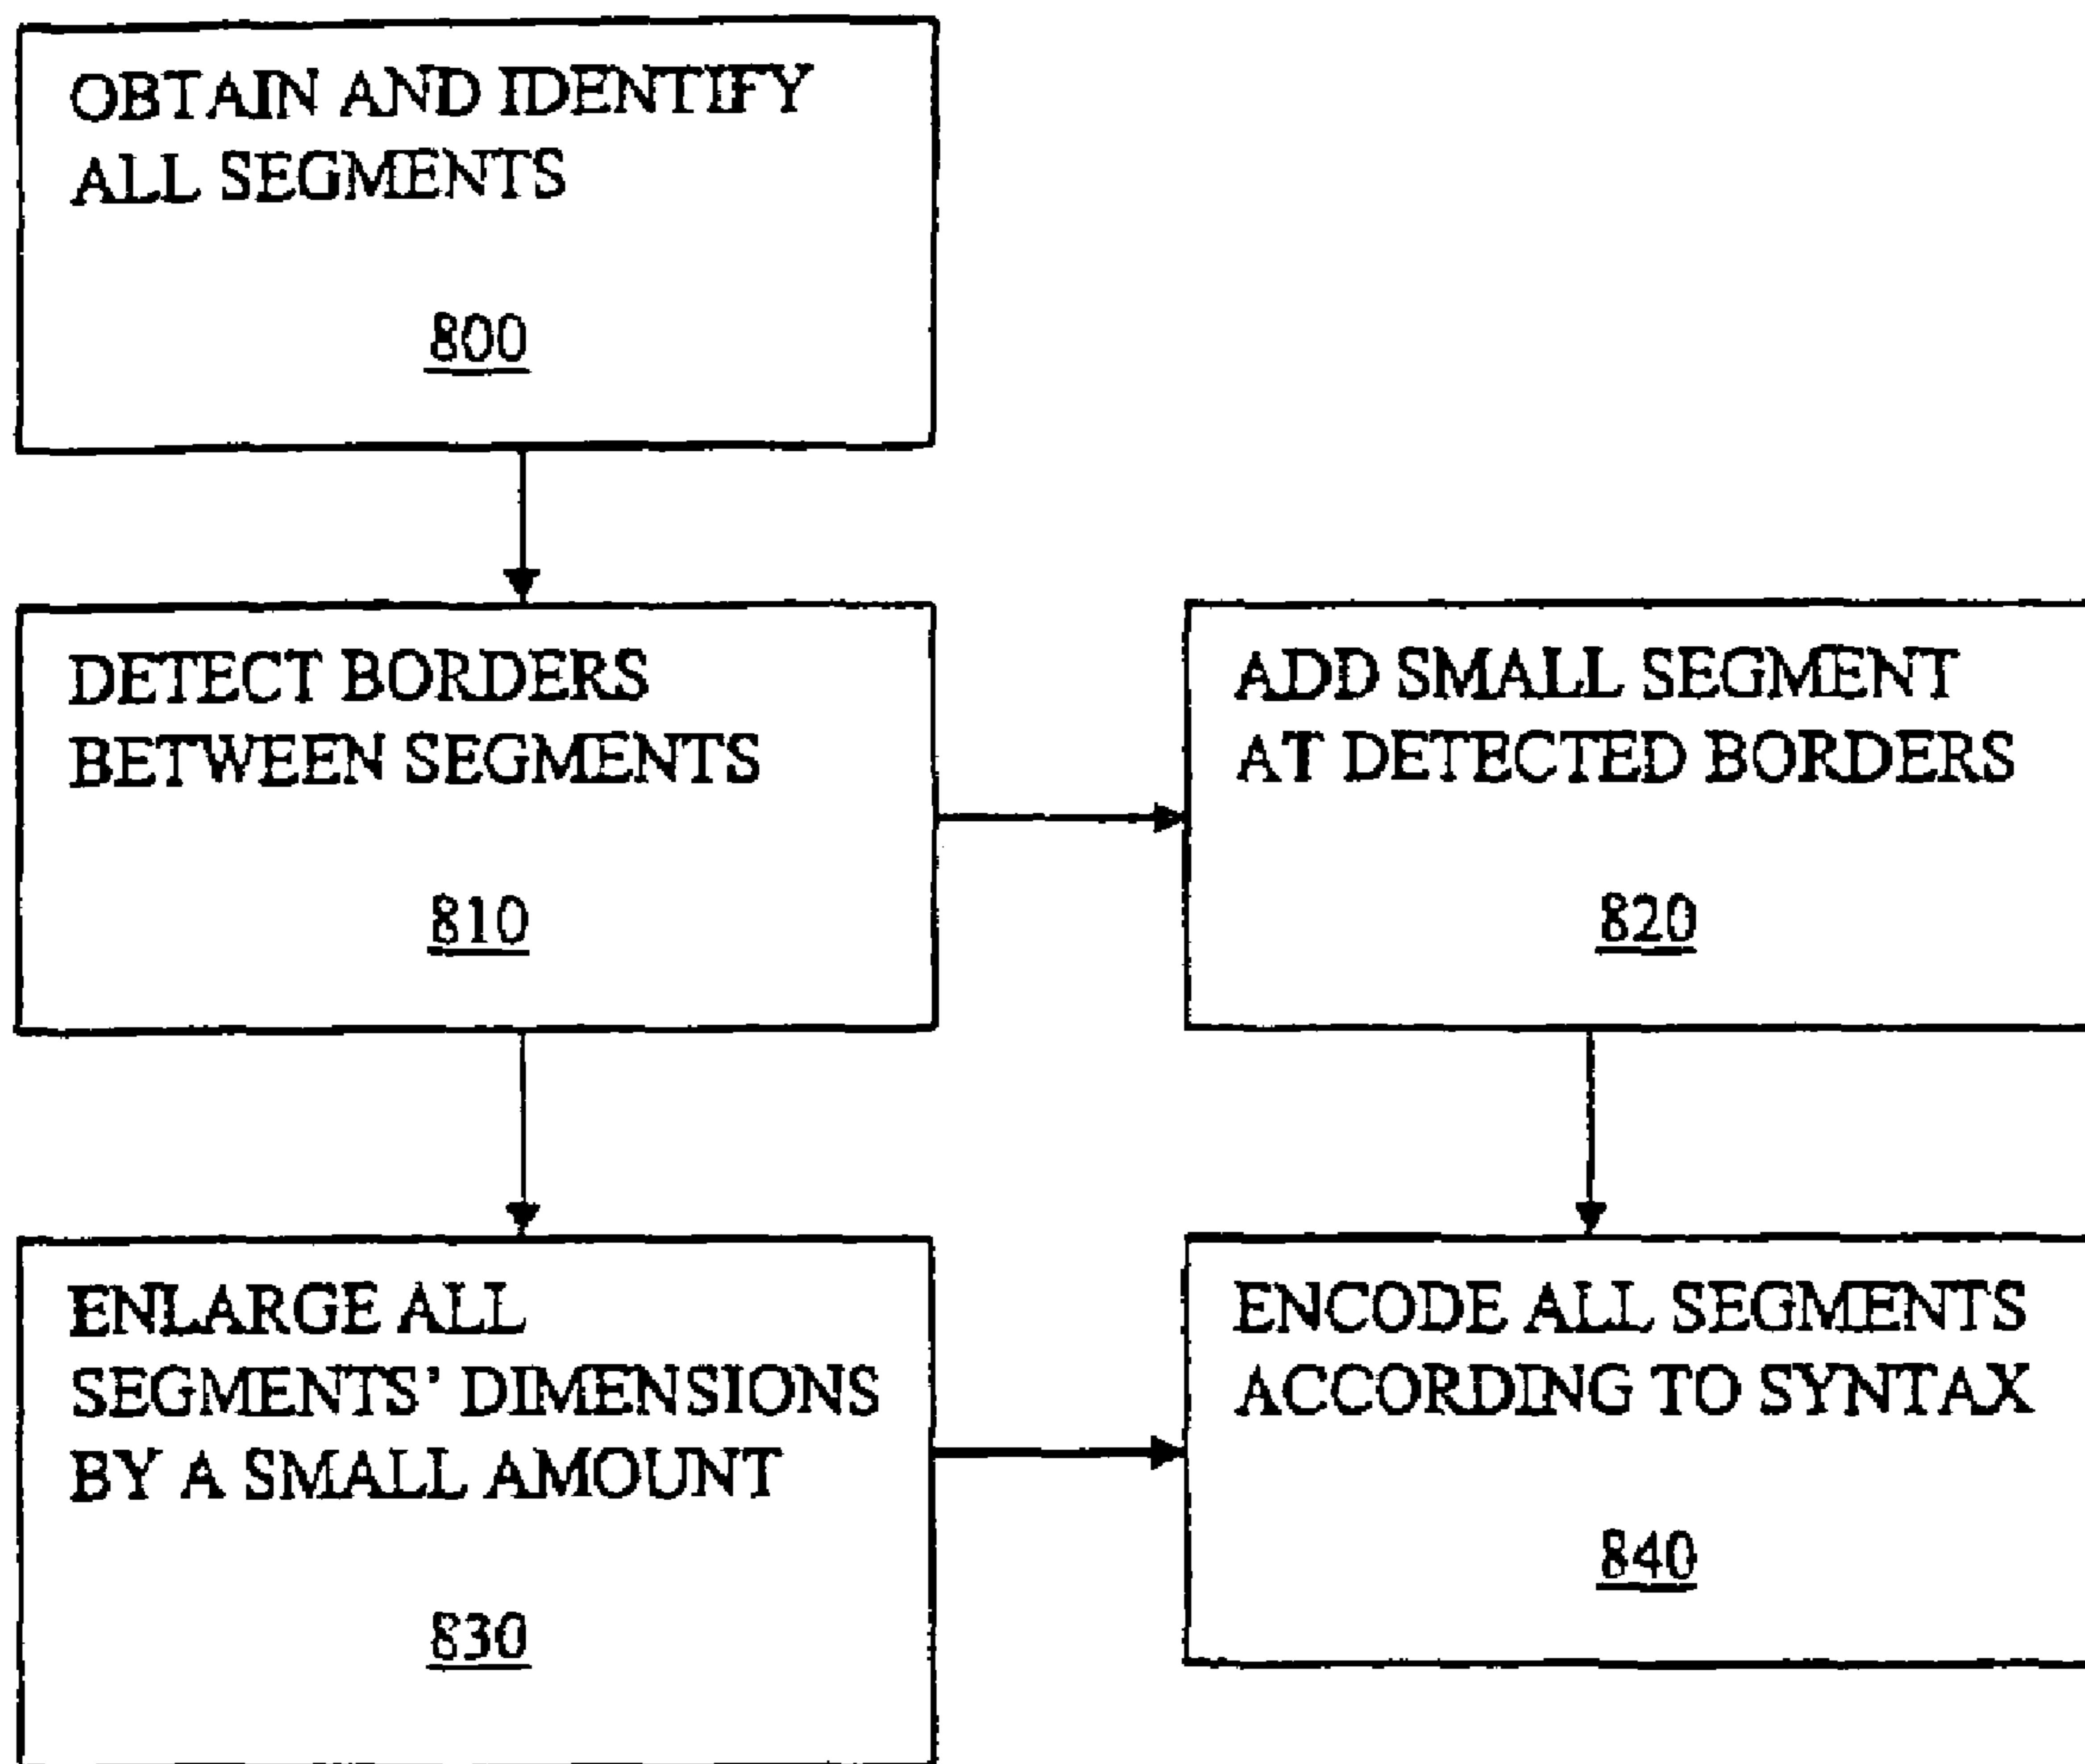 OBTAIN AND IDENTIFY
ALL SEGMENTS
800
DETECT BORDERS
BETWEEN SEGMENTS
810
ADD SMALL SEGMENT
AT DETECTED BORDERS
820
ENLARGE ALL
SEGMENTS' DIMENSIONS
BY A SMALL AMOUNT
830
ENCODE ALL SEGMENTS
ACCORDING TO SYNTAX
840